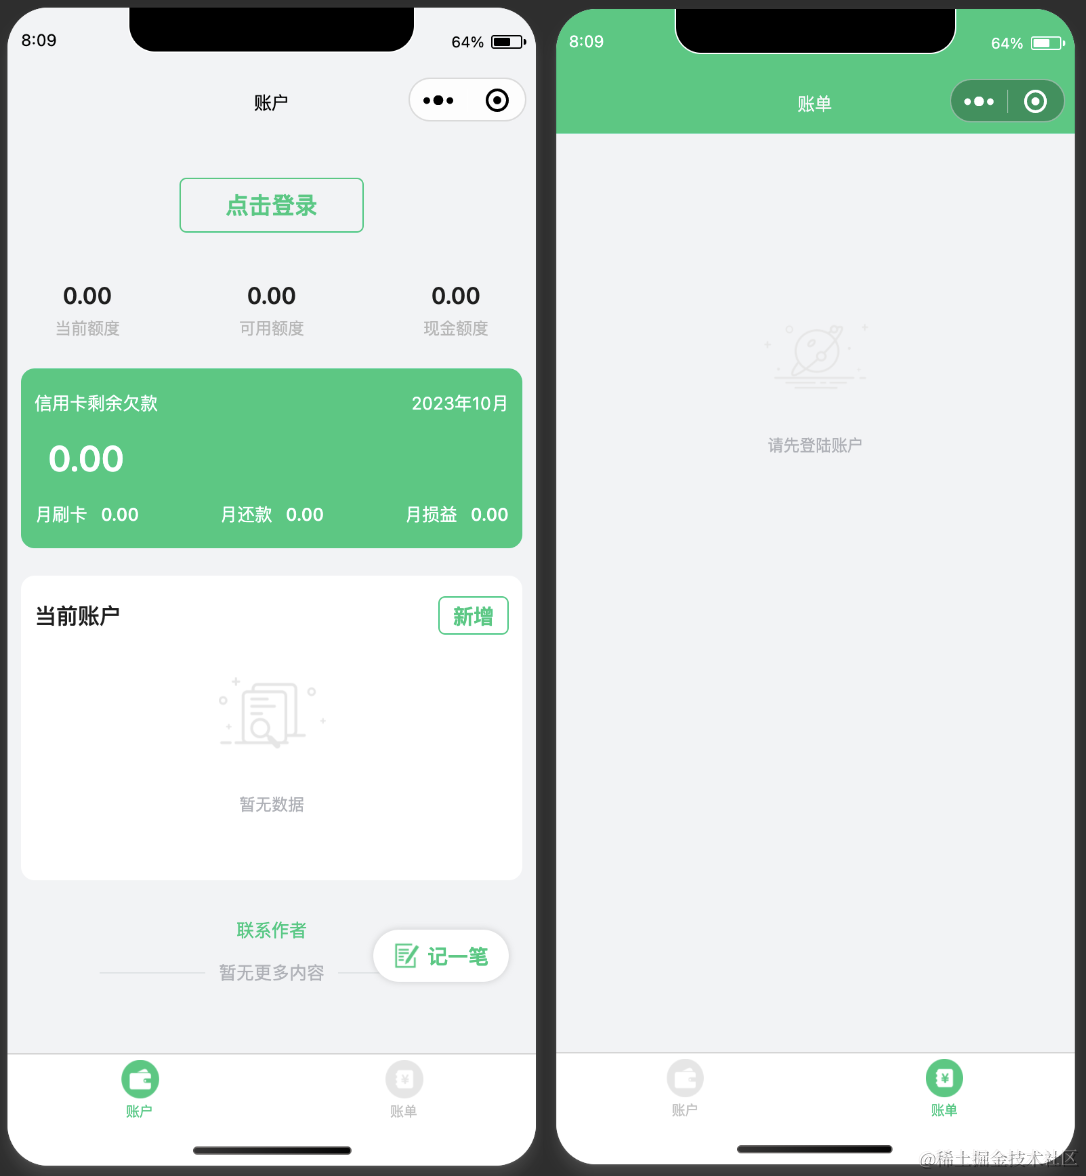 8:09
64%
账户
点击登录
0.00
0.00
0.00
当前额度
可用额度
现金额度
信用卡剩余欠款
2023年10月
0.00
月刷卡 0.00
月还款 0.00
月损益 0.00
当前账户
新增
暂无数据
联系作者
记一笔
暂无更多内容
账户
账单
8:09
64%
账单
请先登陆账户
账户
账单
@稀土掘金技术社区